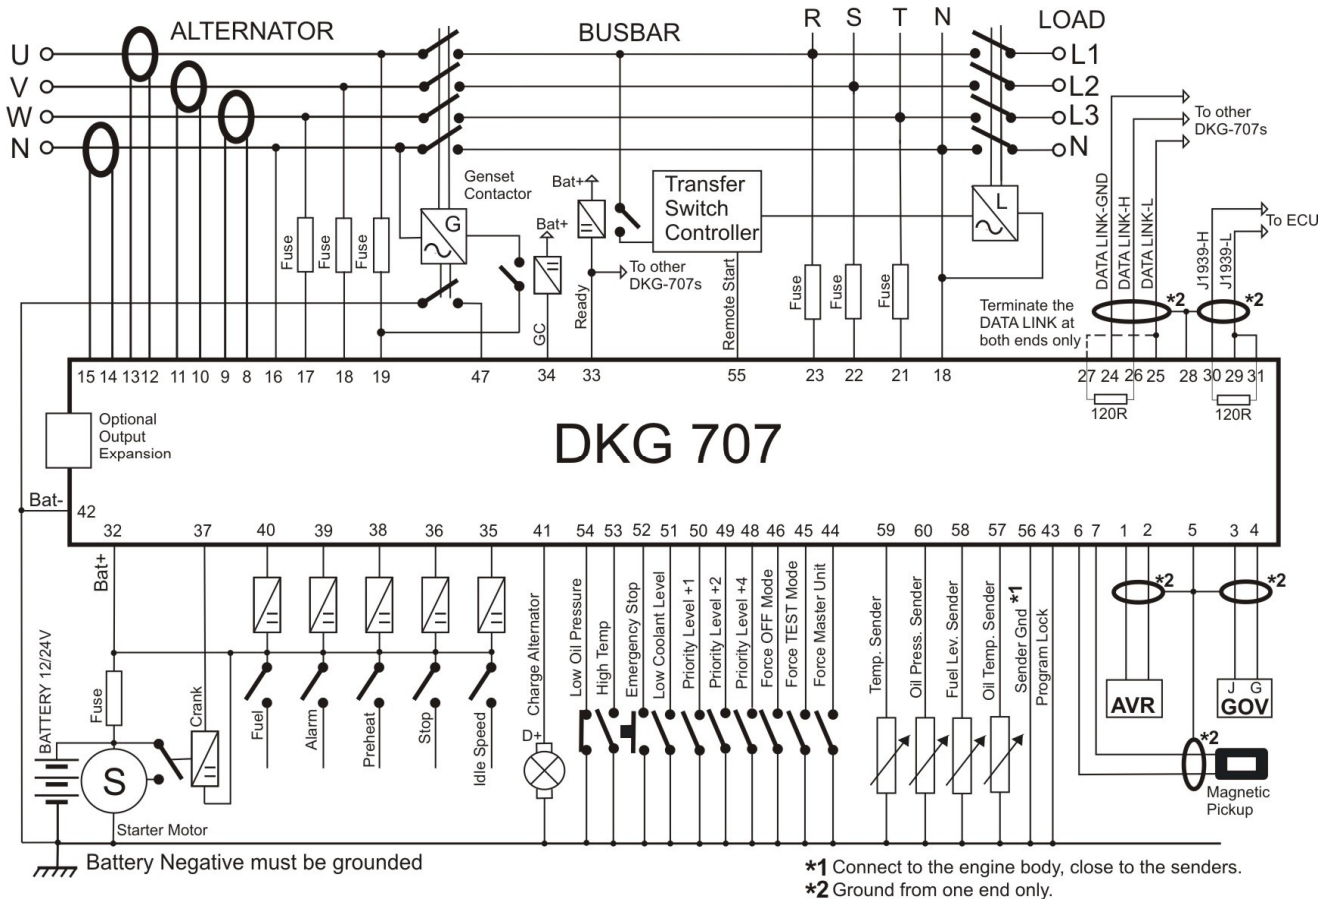 ALTERNATOR
BUSBAR
R S T N
LOAD
U
V
W
N
L1
L2
L3
N
To other
DKG-707s
DATA LINK-GND
DATA LINK-H
DATA LINK-L
J1939-H
J1939-L
To ECU
Genset
Contactor
G
Bat+
Bat+
Transfer
Switch
Controller
L
Fuse
Fuse
Fuse
To other
DKG-707s
GC
Ready
Remote Start
Fuse
Fuse
Fuse
Terminate the
DATA LINK at
both ends only
*2
*2
15 14 13 12 11 10 9 8 16 17 18 19 47 34 33 55 23 22 21 18 27 24 26 25 28 30 29 31
120R
120R
Optional
Output
Expansion
DKG 707
Bat-
42
32 37 40 39 38 36 35 41 54 53 52 51 50 49 48 46 45 44 59 60 58 57 56 43 6 7 1 2 5 3 4
Bat+
BATTERY 12/24V
Fuse
Crank
S
Starter Motor
Fuel
Alarm
Preheat
Stop
Idle Speed
Charge Alternator
D+
Low Oil Pressure
High Temp
Emergency Stop
Low Coolant Level
Priority Level +1
Priority Level +2
Priority Level +4
Force OFF Mode
Force TEST Mode
Force Master Unit
Temp. Sender
Oil Press. Sender
Fuel Lev. Sender
Oil Temp. Sender
Sender Gnd *1
Program Lock
*2
*2
AVR
J G
GOV
*2
Magnetic
Pickup
Battery Negative must be grounded
*1 Connect to the engine body, close to the senders.
*2 Ground from one end only.